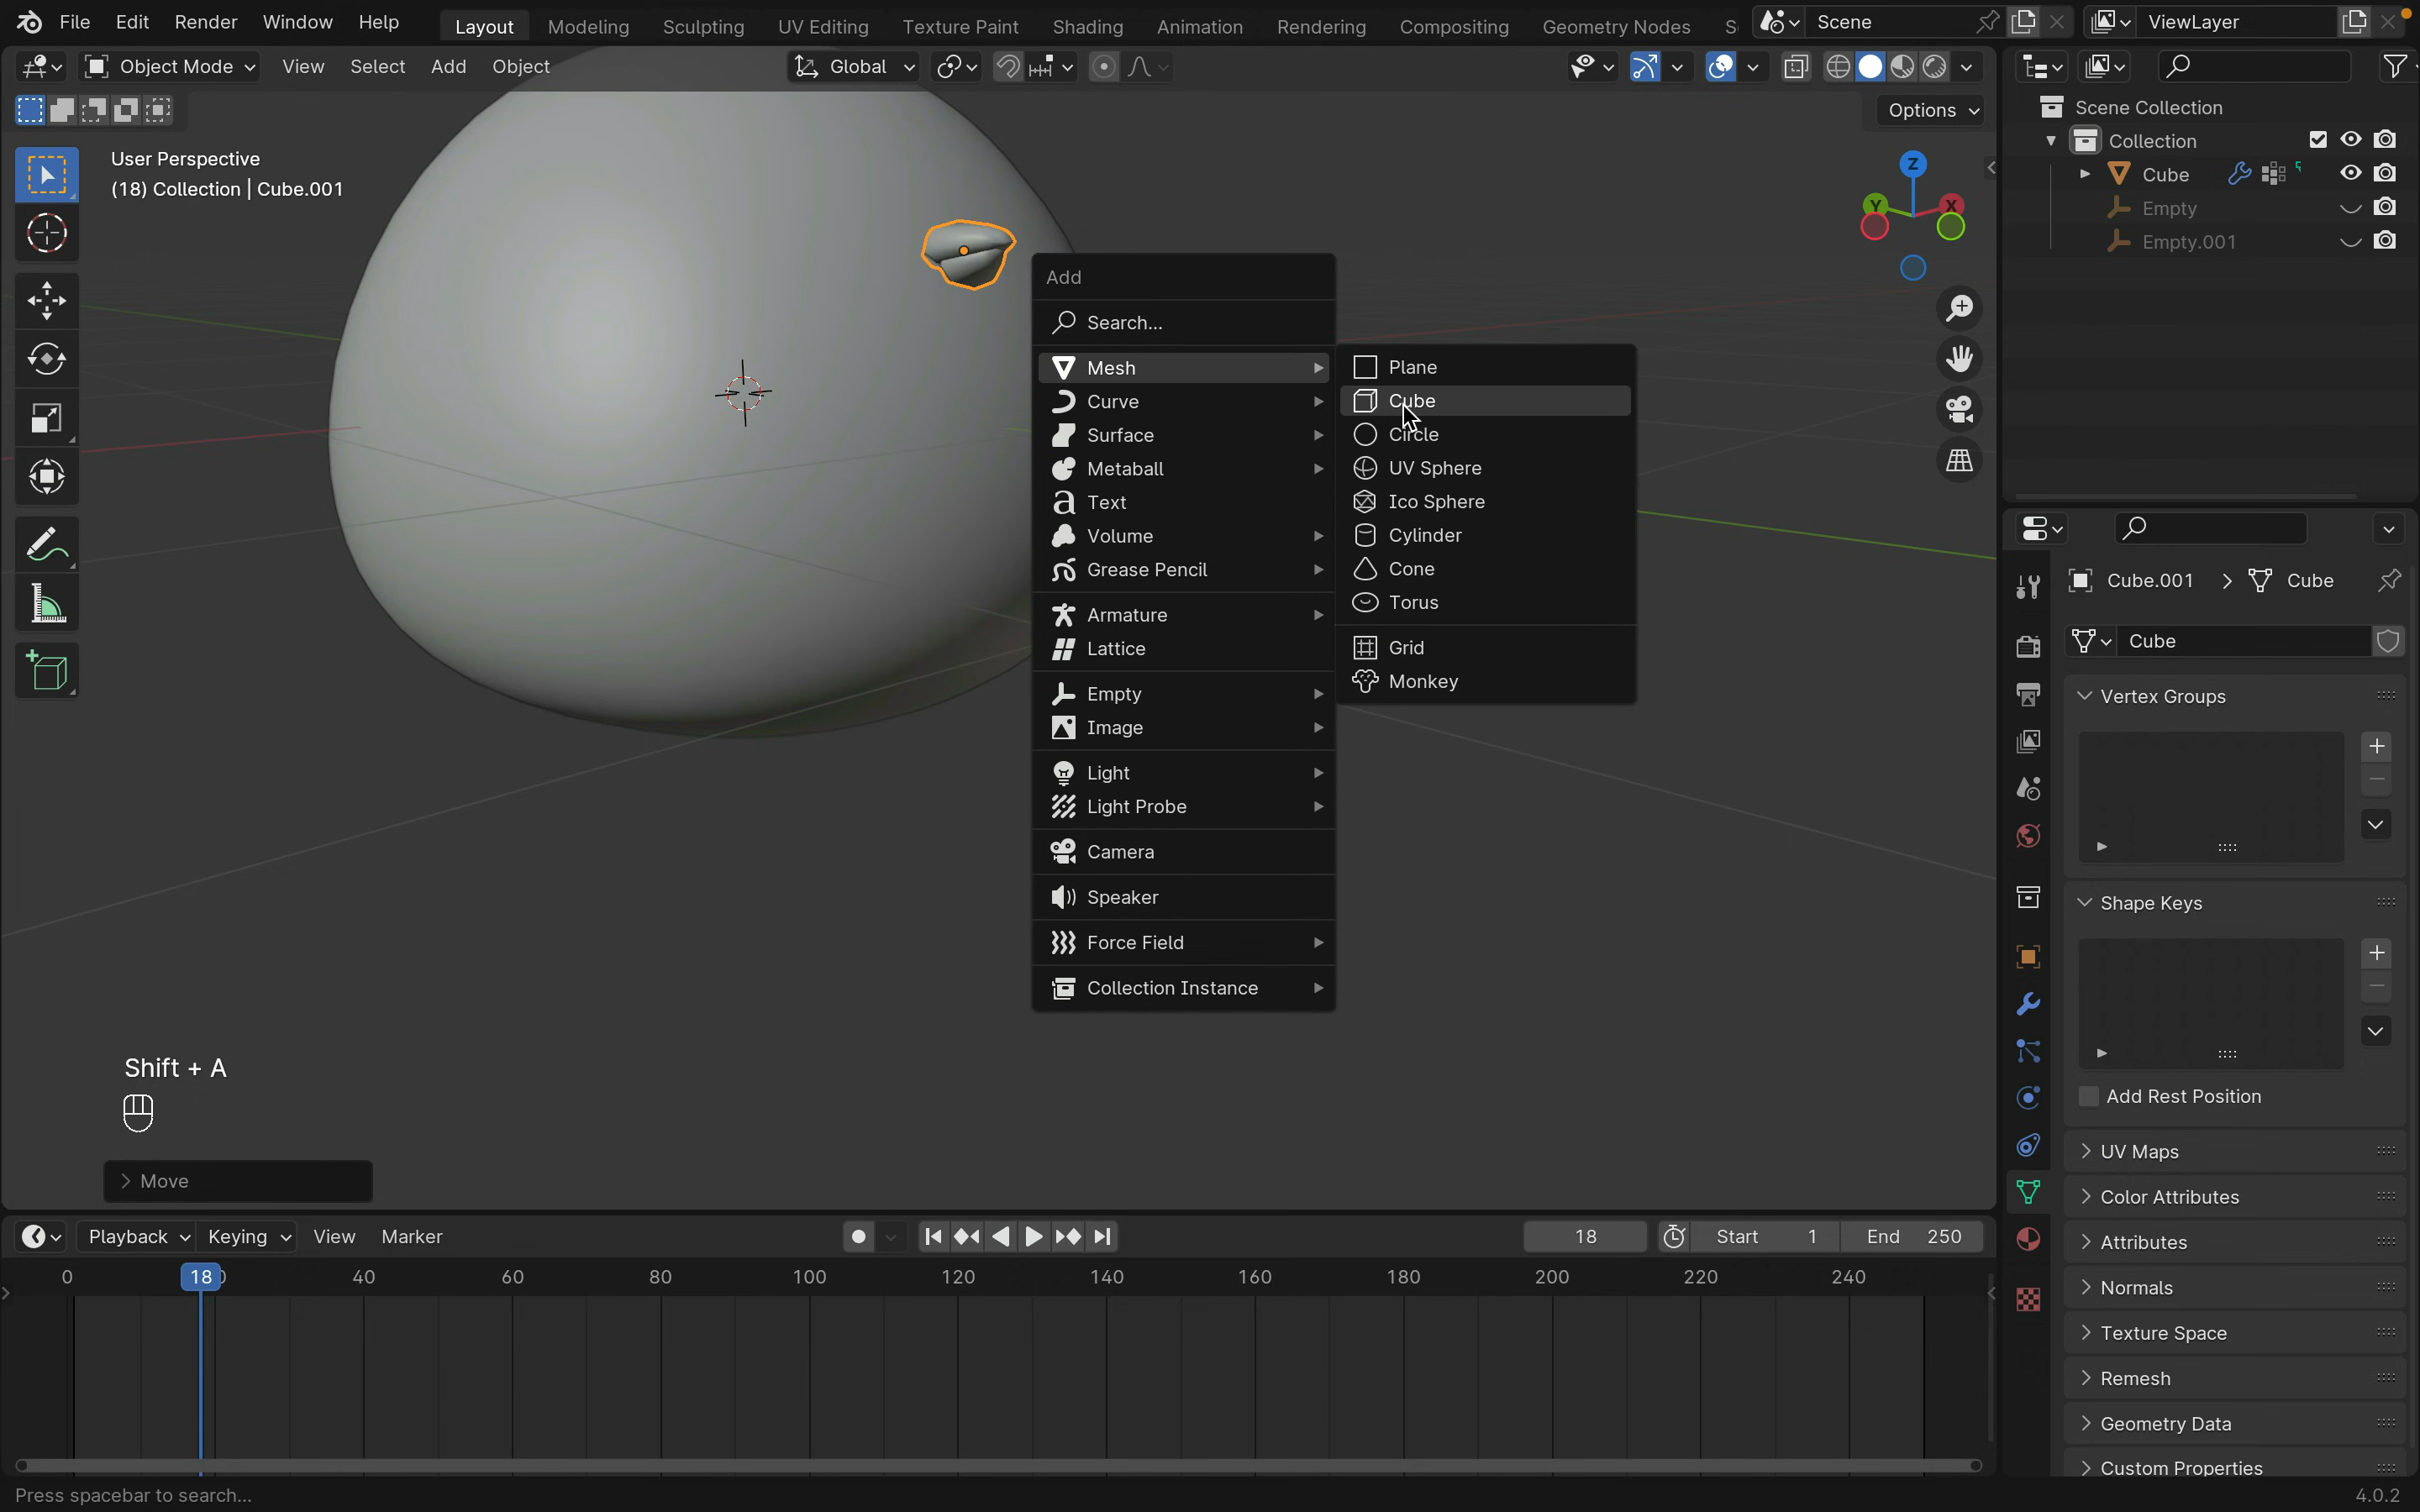 File Edit Render Window Help Layout Modeling Sculpting UV Editing Texture Paint Shading Animation Rendering Compositing Geometry Nodes Scene ViewLayer
Object Mode View Select Add Object Global
Options
User Perspective
(18) Collection | Cube.001
Z
Y
X
Add
Search...
Mesh
Curve
Surface
Metaball
Text
Volume
Grease Pencil
Armature
Lattice
Empty
Image
Light
Light Probe
Camera
Speaker
Force Field
Collection Instance
Plane
Cube
Circle
UV Sphere
Ico Sphere
Cylinder
Cone
Torus
Grid
Monkey
Shift + A
Move
Scene Collection
Collection
Cube
Empty
Empty.001
Cube.001 Cube
Cube
Vertex Groups
Shape Keys
Add Rest Position
UV Maps
Color Attributes
Attributes
Normals
Texture Space
Remesh
Geometry Data
Custom Properties
Playback Keying View Marker 18 Start 1 End 250
0 18 40 60 80 100 120 140 160 180 200 220 240
Press spacebar to search... 4.0.2